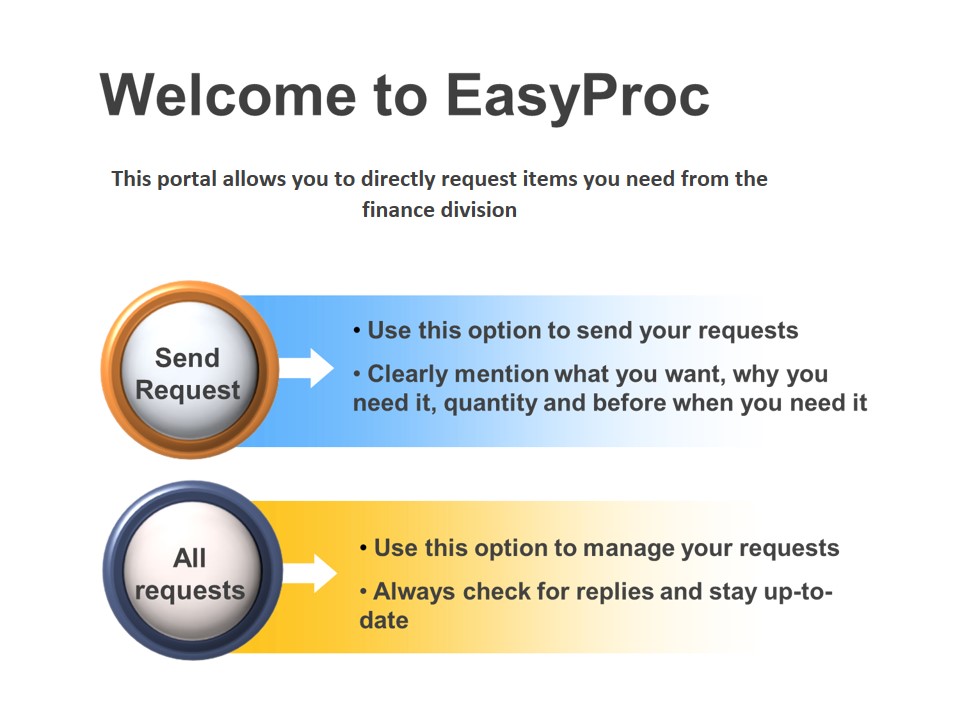 Welcome to EasyProc
This portal allows you to directly request items you need from the
finance division
Send
Request
• Use this option to send your requests
• Clearly mention what you want, why you
need it, quantity and before when you need it
All
requests
• Use this option to manage your requests
• Always check for replies and stay up-to-
date